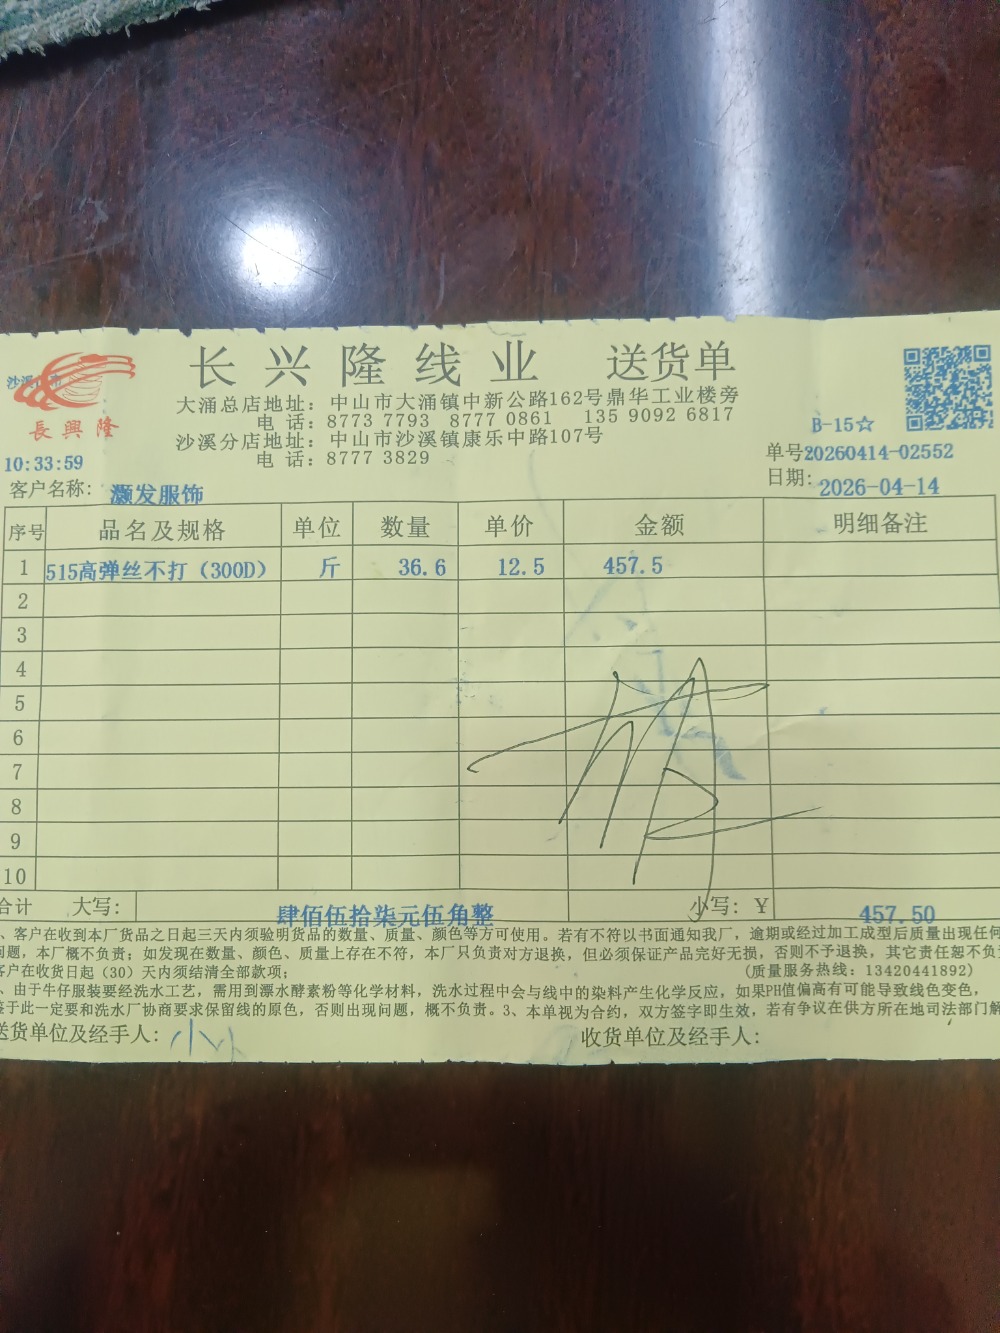 长兴隆线业 送货单
長興隆
大涌总店地址：中山市大涌镇中新公路162号鼎华工业楼旁
电 话：8773 7793 8777 0861 135 9092 6817
沙溪分店地址：中山市沙溪镇康乐中路107号
电 话：8777 3829
B-15☆
10:33:59
单号:20260414-02552
客户名称: 灏发服饰
日期: 2026-04-14
序号 品名及规格 单位 数量 单价 金额 明细备注
1 515高弹丝不打（300D） 斤 36.6 12.5 457.5
2
3
4
5
6
7
8
9
10
合计 大写: 肆佰伍拾柒元伍角整 小写: ￥ 457.50
、客户在收到本厂货品之日起三天内须验明货品的数量、质量、颜色等方可使用。若有不符以书面通知我厂，逾期或经过加工成型后质量出现任何
问题，本厂概不负责；如发现在数量、颜色、质量上存在不符，本厂只负责对方退换，但必须保证产品完好无损，否则不予退换，其它责任恕不负责
客户在收货日起（30）天内须结清全部款项； (质量服务热线：13420441892)
、由于牛仔服装要经洗水工艺，需用到漂水酵素粉等化学材料，洗水过程中会与线中的染料产生化学反应，如果PH值偏高有可能导致线色变色，
鉴于此一定要和洗水厂协商要求保留线的原色，否则出现问题，概不负责。3、本单视为合约，双方签字即生效，若有争议在供方所在地司法部门解
送货单位及经手人: 小
收货单位及经手人: